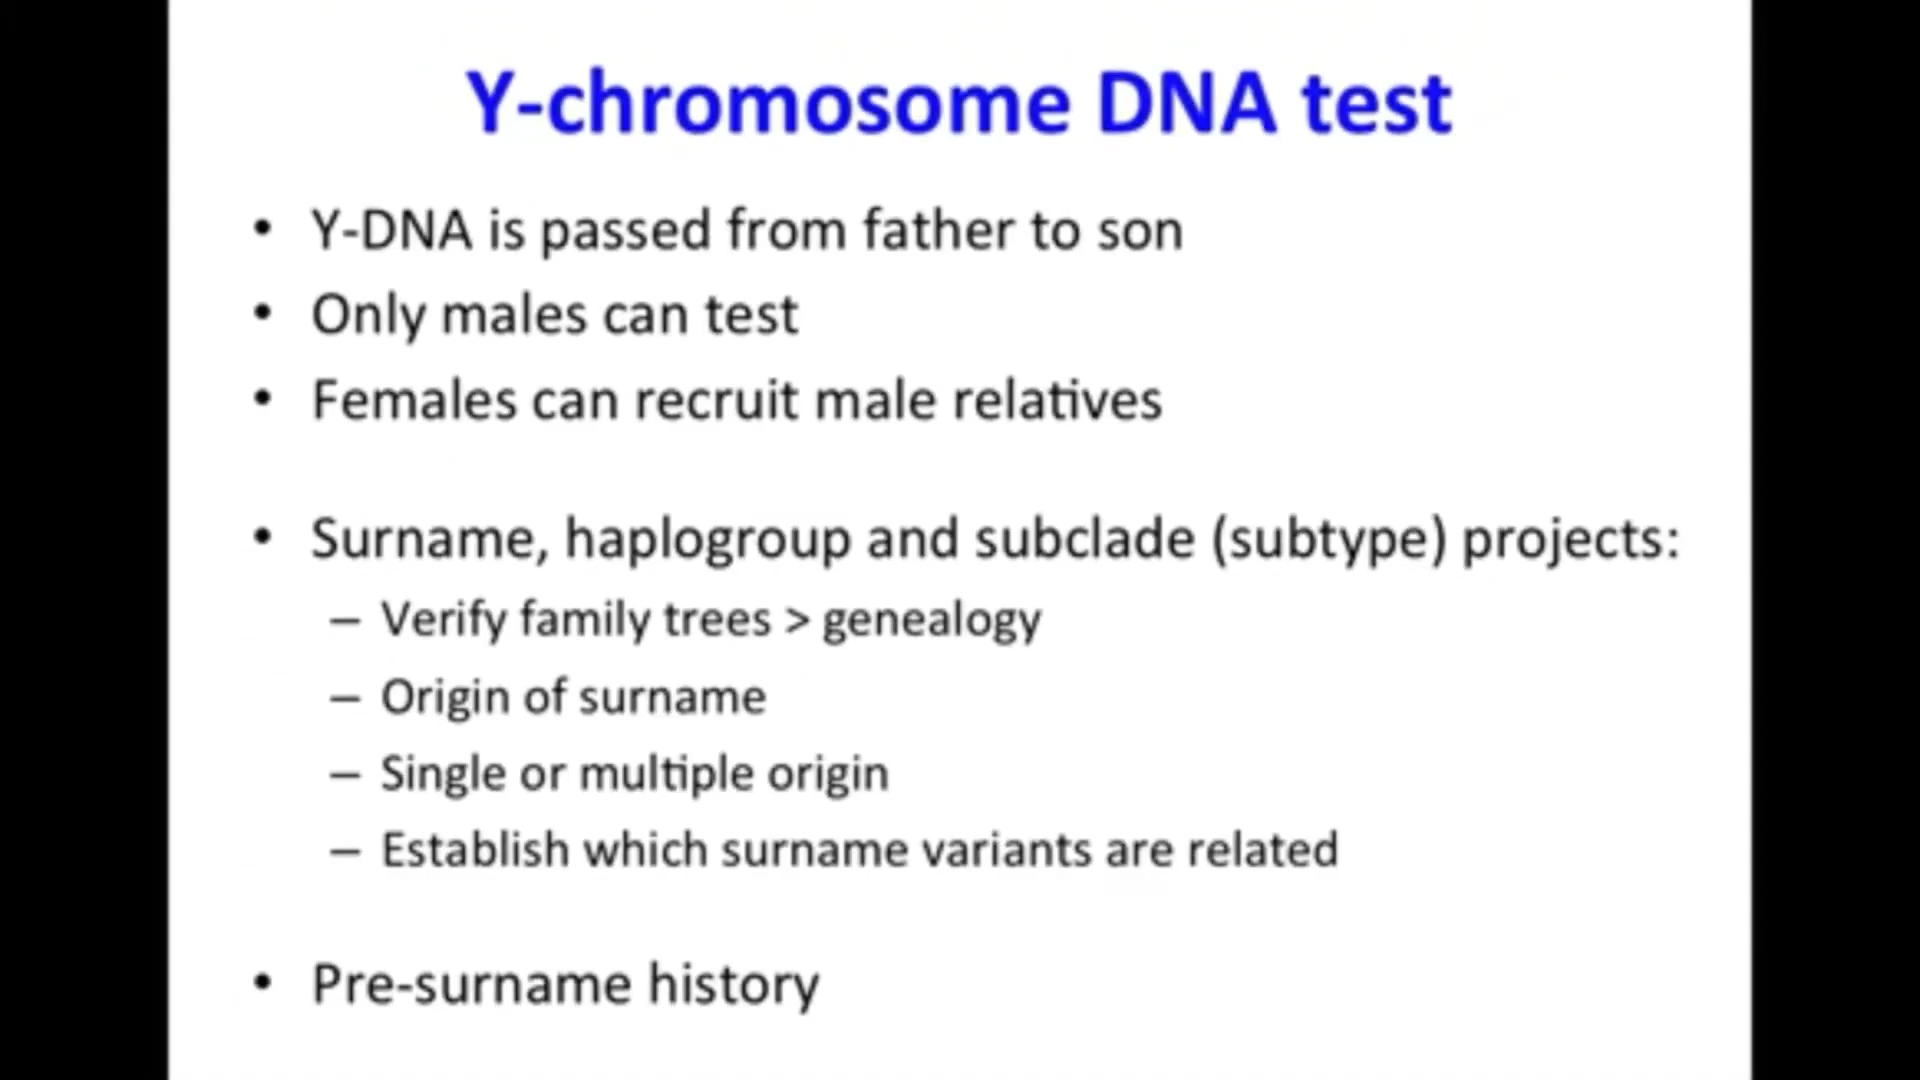 Y-chromosome DNA test
• Y-DNA is passed from father to son
• Only males can test
• Females can recruit male relatives
• Surname, haplogroup and subclade (subtype) projects:
– Verify family trees > genealogy
– Origin of surname
– Single or multiple origin
– Establish which surname variants are related
• Pre-surname history